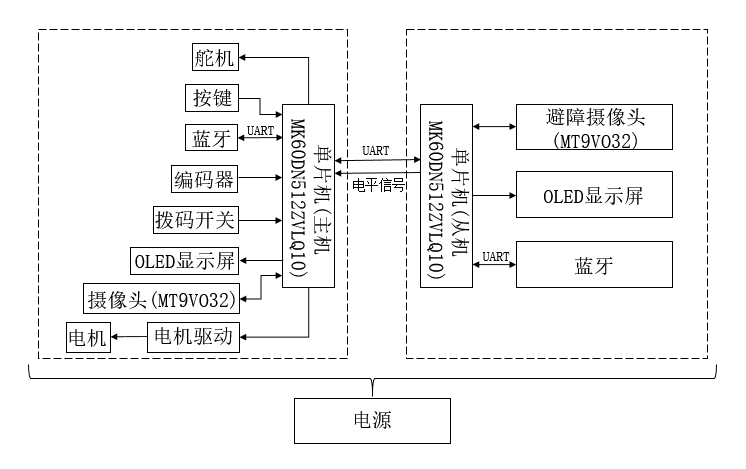 舵机
按键
蓝牙
UART
编码器
拨码开关
OLED显示屏
摄像头(MT9VO32)
电机
电机驱动
单片机(主机
MK60DN512ZVLQ10)
UART
电平信号
单片机(从机
MK60DN512ZVLQ10)
避障摄像头
(MT9VO32)
OLED显示屏
UART
蓝牙
电源